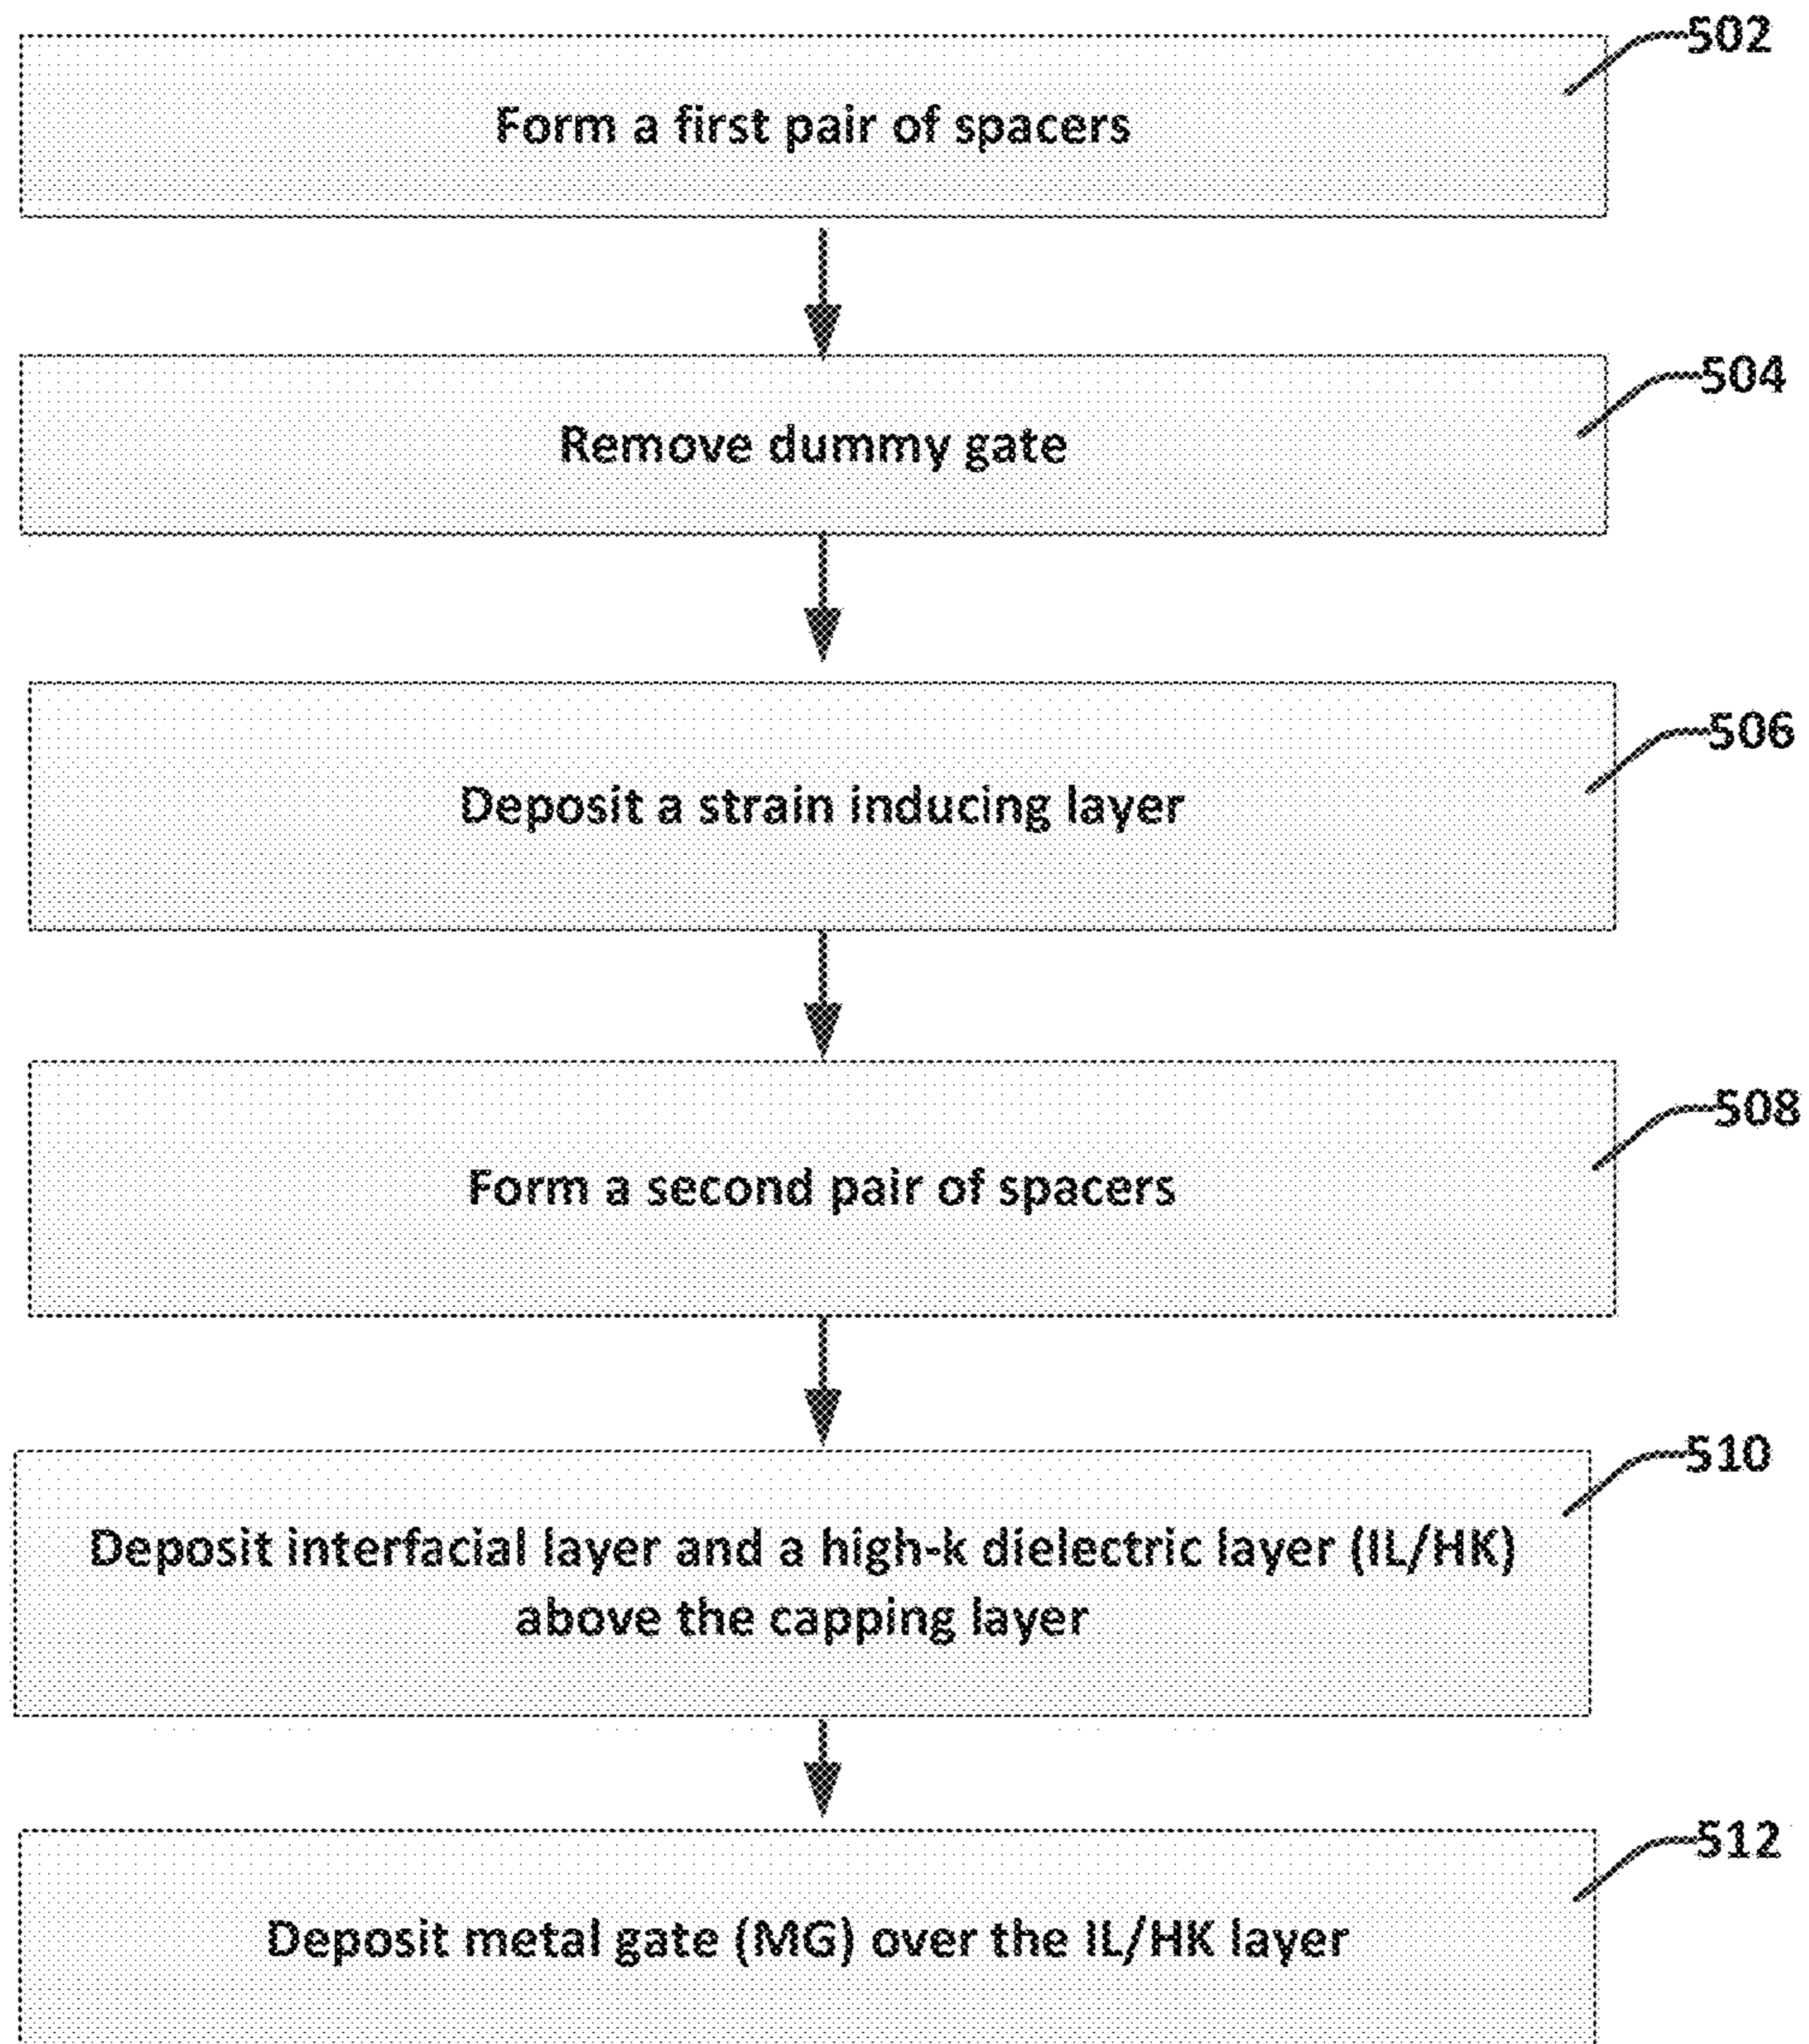 502
Form a first pair of spacers
504
Remove dummy gate
506
Deposit a strain inducing layer
508
Form a second pair of spacers
510
Deposit interfacial layer and a high-k dielectric layer (IL/HK)
above the capping layer
512
Deposit metal gate (MG) over the IL/HK layer